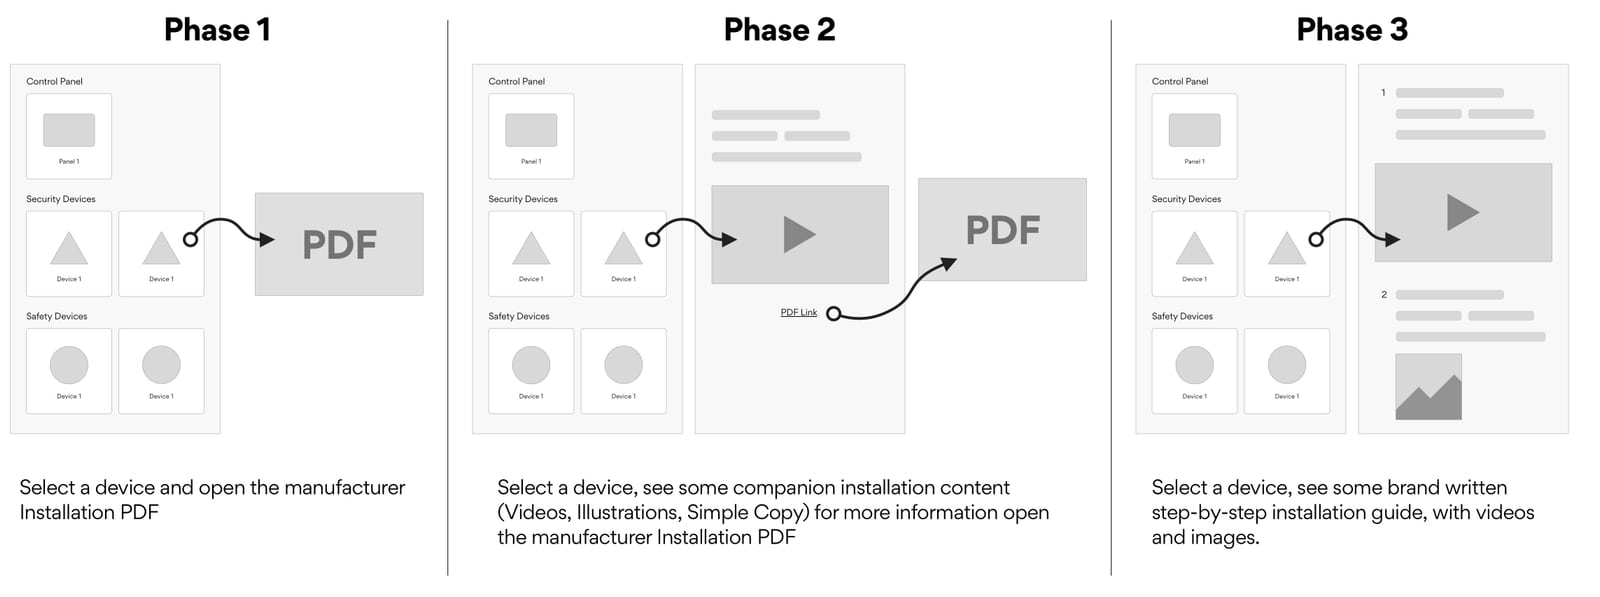 Phase 1
Control Panel
Panel 1
Security Devices
Device 1
Device 1
Safety Devices
Device 1
Device 1
PDF
Select a device and open the manufacturer
Installation PDF
Phase 2
Control Panel
Panel 1
Security Devices
Device 1
Device 1
Safety Devices
Device 1
Device 1
PDF Link
PDF
Select a device, see some companion installation content
(Videos, Illustrations, Simple Copy) for more information open
the manufacturer Installation PDF
Phase 3
Control Panel
Panel 1
Security Devices
Device 1
Device 1
Safety Devices
Device 1
Device 1
1
2
Select a device, see some brand written
step-by-step installation guide, with videos
and images.